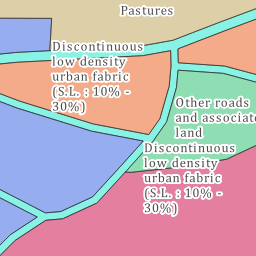 Pastures
Discontinuous
low density
urban fabric
(S.L. : 10% -
30%)
Other roads
and associate
land
Discontinuous
low density
urban fabric
(S.L. : 10% -
30%)